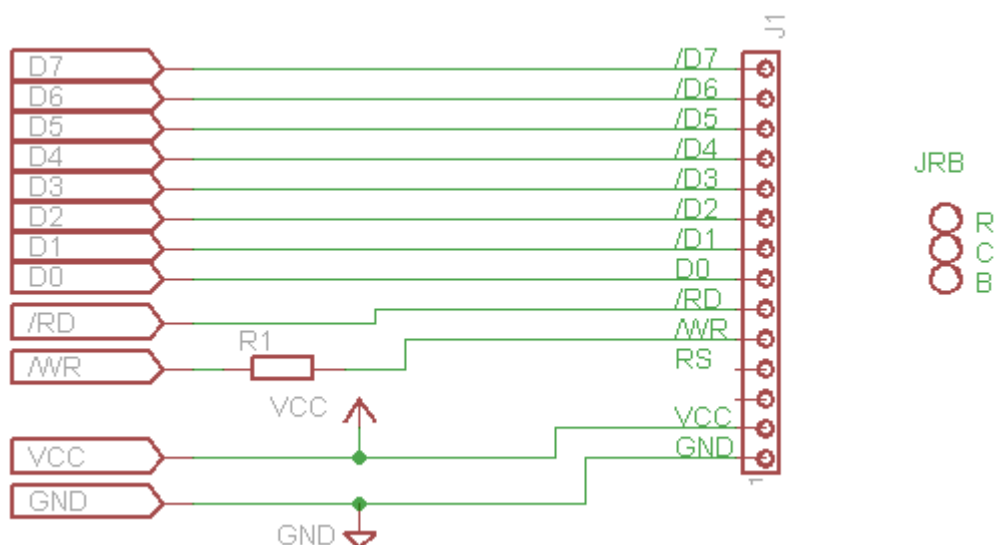 J1
D7 /D7
D6 /D6
D5 /D5
D4 /D4
D3 /D3
D2 /D2
D1 /D1
D0 D0
/RD /RD
R1
/WR /WR
RS
VCC
VCC VCC
GND GND
GND
1
JRB
R
C
B